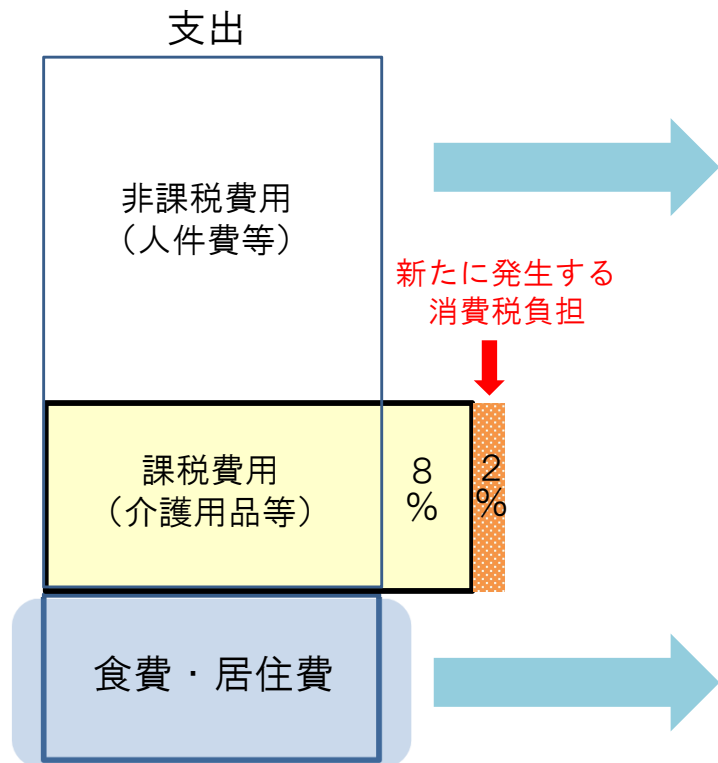 支出
非課税費用
（人件費等）
新たに発生する
消費税負担
課税費用
（介護用品等）
8
%
2
%
食費・居住費